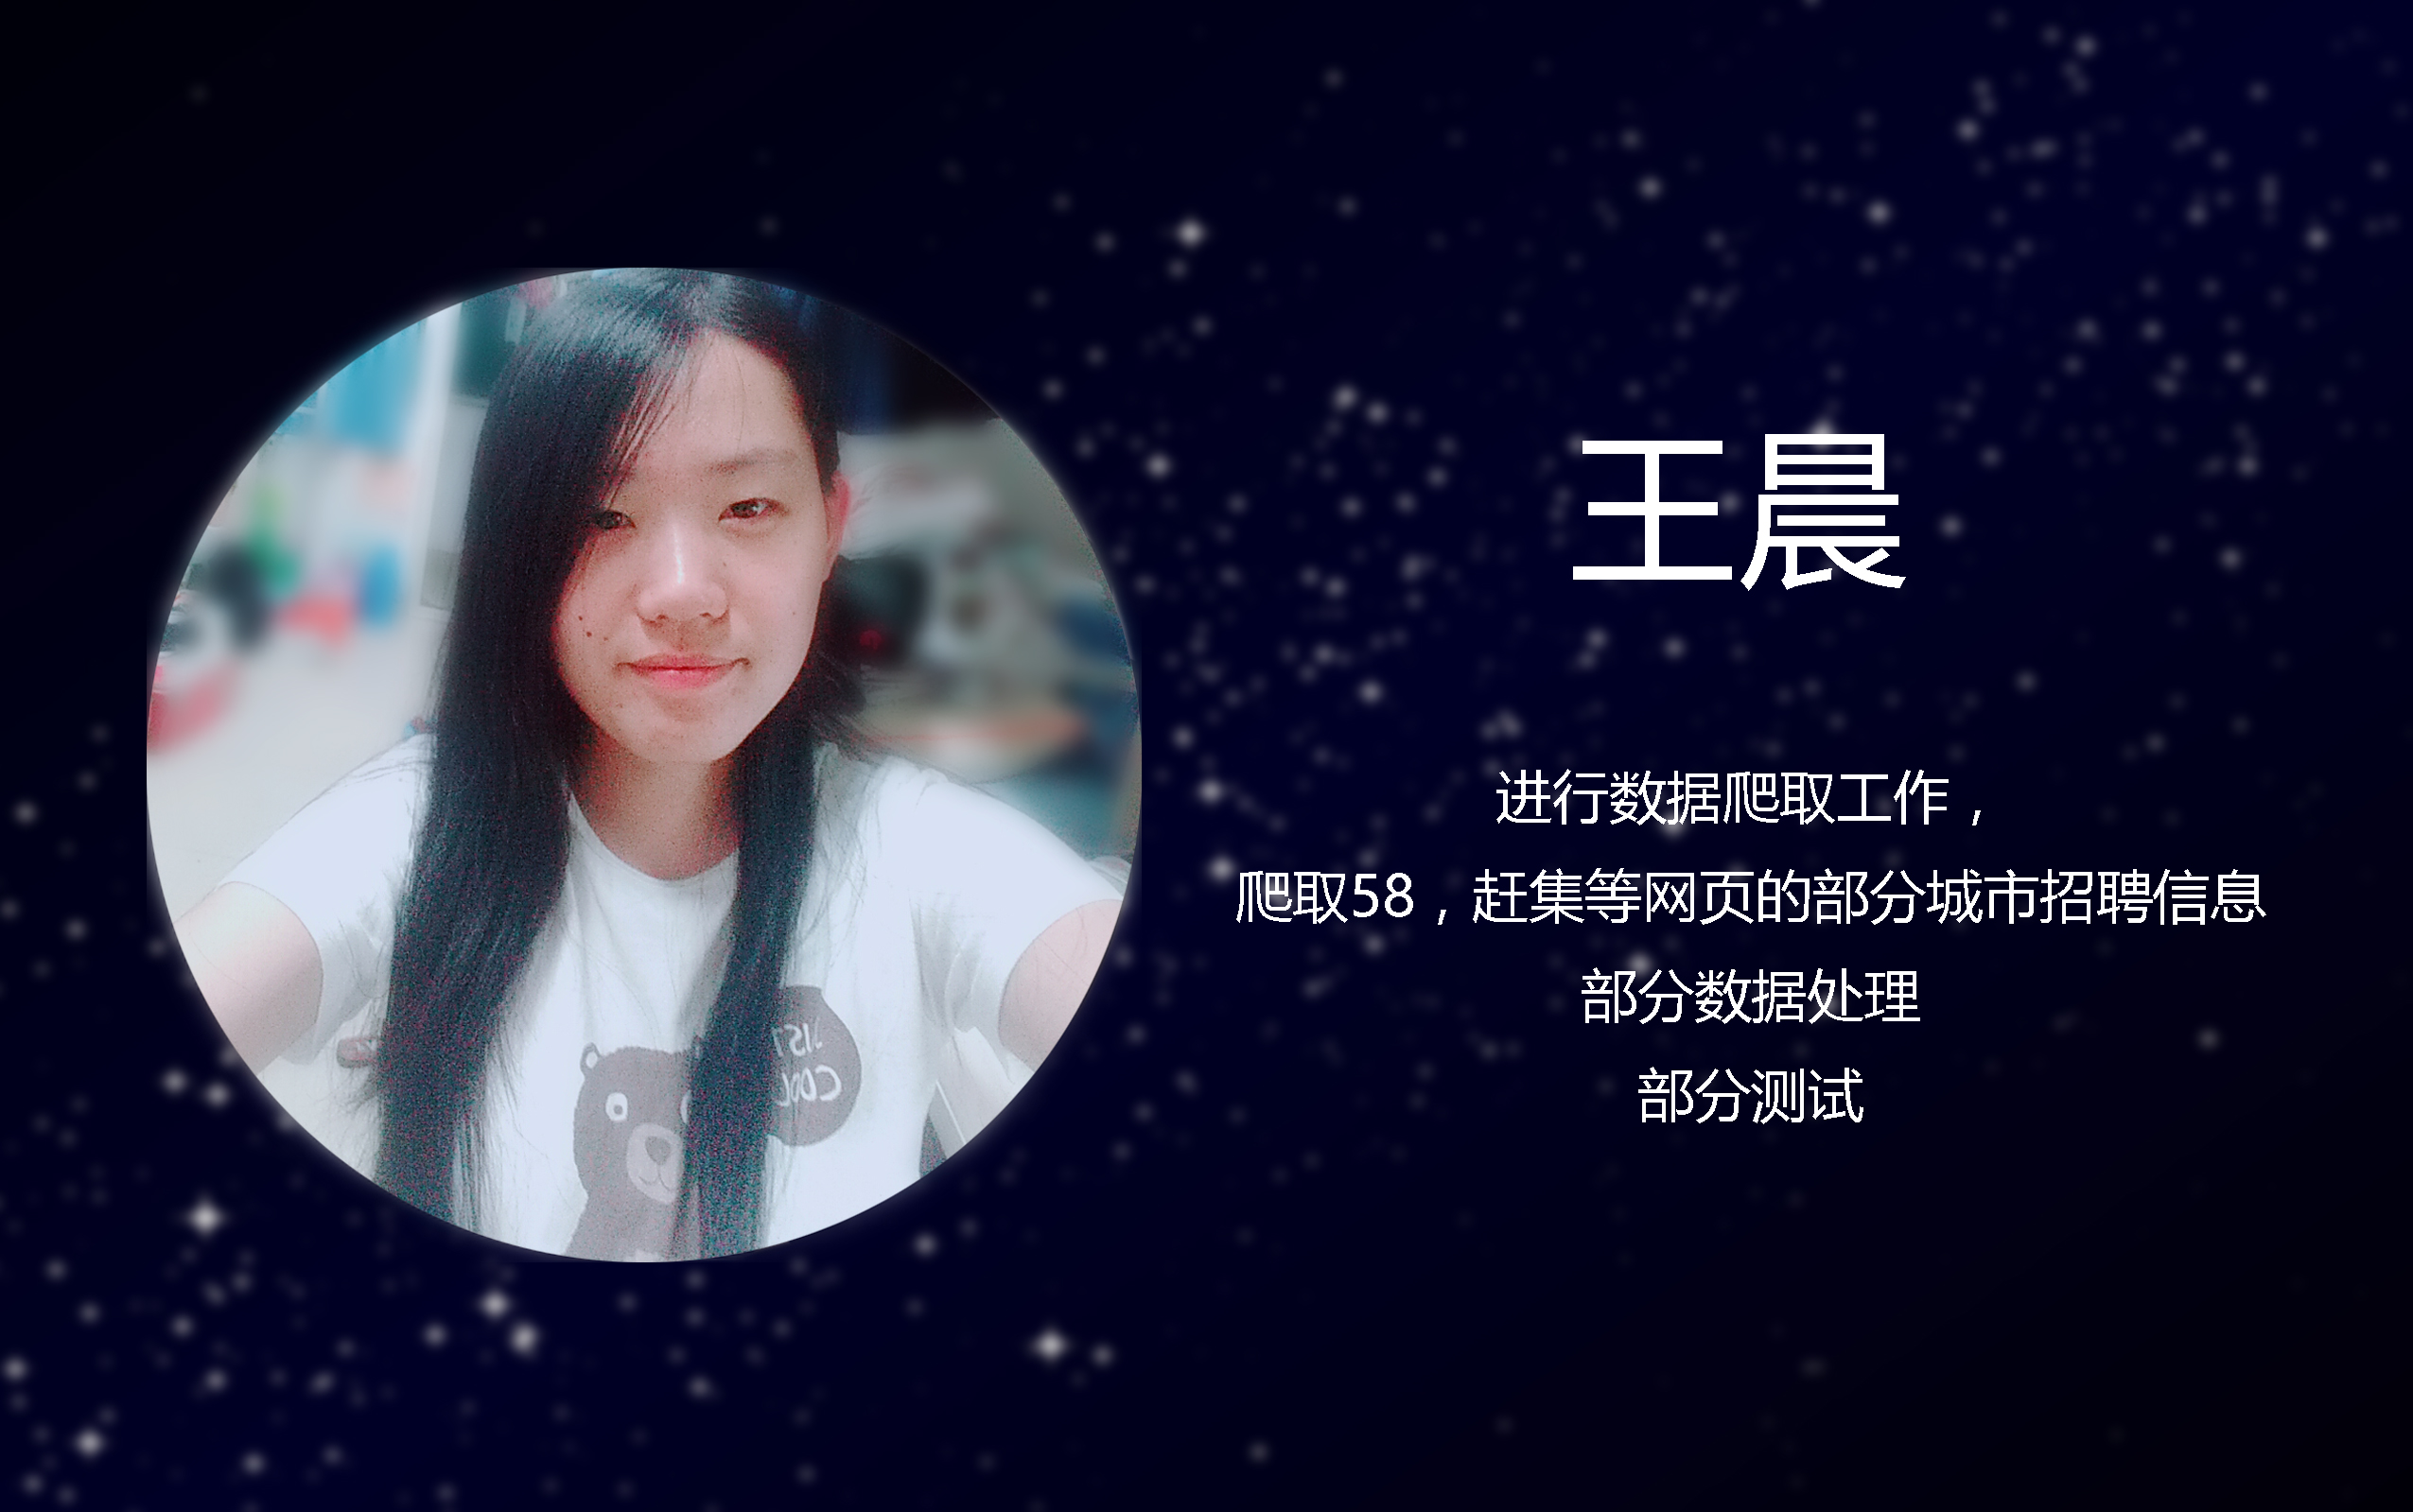 王晨
进行数据爬取工作，
爬取58，赶集等网页的部分城市招聘信息
部分数据处理
部分测试